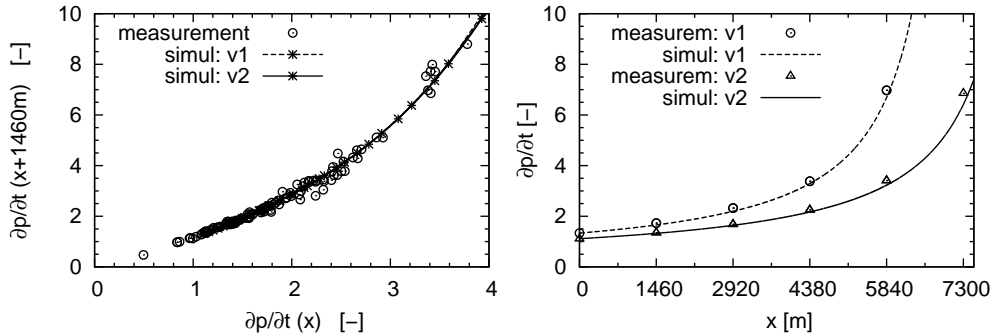 measurement
simul: v1
simul: v2
10
8
6
4
2
0
0 1 2 3 4
∂p/∂t (x+1460m) [–]
∂p/∂t (x) [–]
measurem: v1
simul: v1
measurem: v2
simul: v2
10
8
6
4
2
0
0 1460 2920 4380 5840 7300
∂p/∂t [–]
x [m]